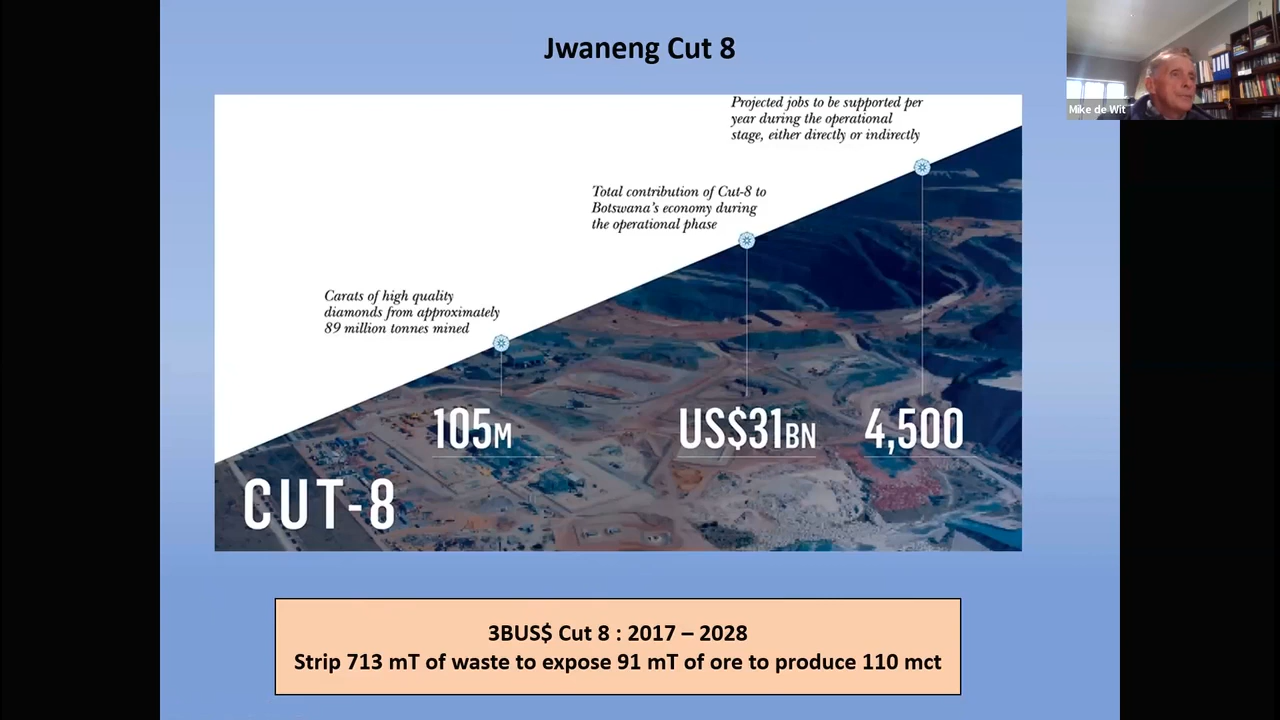 Jwaneng Cut 8
Mike de Wit
Projected jobs to be supported per
year during the operational
stage, either directly or indirectly
Total contribution of Cut-8 to
Botswana's economy during
the operational phase
Carats of high quality
diamonds from approximately
89 million tonnes mined
105M
US$31BN
4,500
CUT-8
3BUS$ Cut 8 : 2017 – 2028
Strip 713 mT of waste to expose 91 mT of ore to produce 110 mct